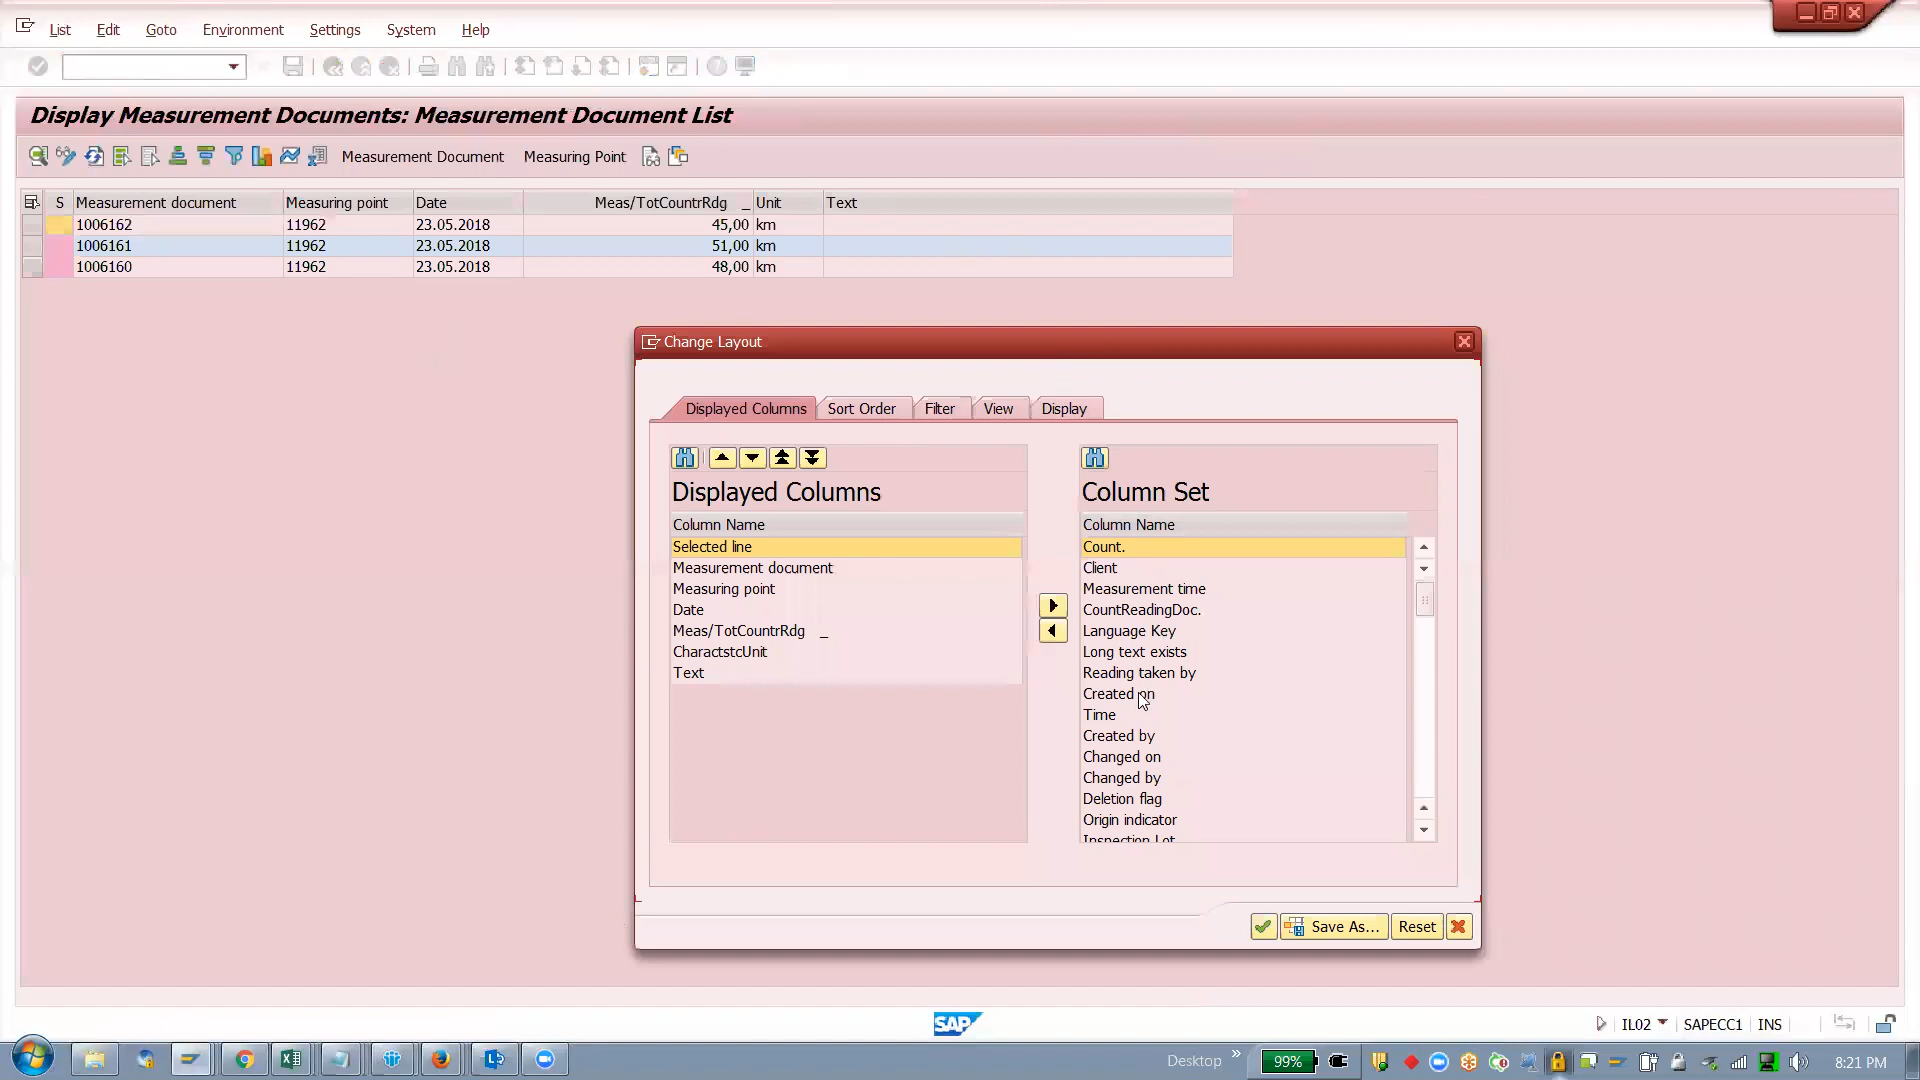 List Edit Goto Environment Settings System Help
Display Measurement Documents: Measurement Document List
Measurement Document Measuring Point
S Measurement document Measuring point Date Meas/TotCountrRdg _ Unit Text
1006162 11962 23.05.2018 45,00 km
1006161 11962 23.05.2018 51,00 km
1006160 11962 23.05.2018 48,00 km
Change Layout
Displayed Columns Sort Order Filter View Display
Displayed Columns
Column Name
Selected line
Measurement document
Measuring point
Date
Meas/TotCountrRdg _
CharactstcUnit
Text
Column Set
Column Name
Count.
Client
Measurement time
CountReadingDoc.
Language Key
Long text exists
Reading taken by
Created on
Time
Created by
Changed on
Changed by
Deletion flag
Origin indicator
Inspection Lot
Save As... Reset
SAP
IL02 SAPECC1 INS
Desktop » 99% 8:21 PM